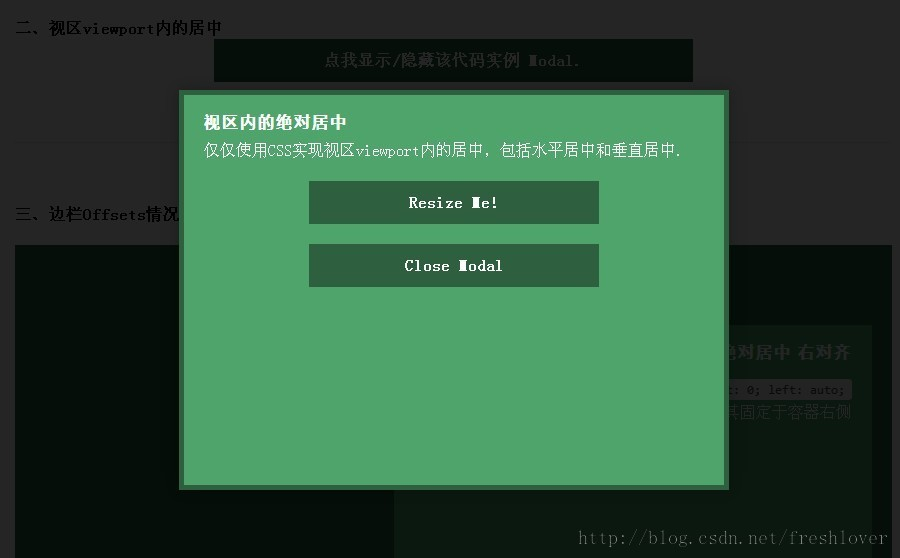 二、视区viewport内的居中
点我显示/隐藏该代码实例 Modal.
视区内的绝对居中
仅仅使用CSS实现视区viewport内的居中，包括水平居中和垂直居中.
Resize Me!
Close Modal
三、边栏Offsets情况
绝对居中 右对齐
t: 0; left: auto;
其固定于容器右侧
http://blog.csdn.net/freshlover